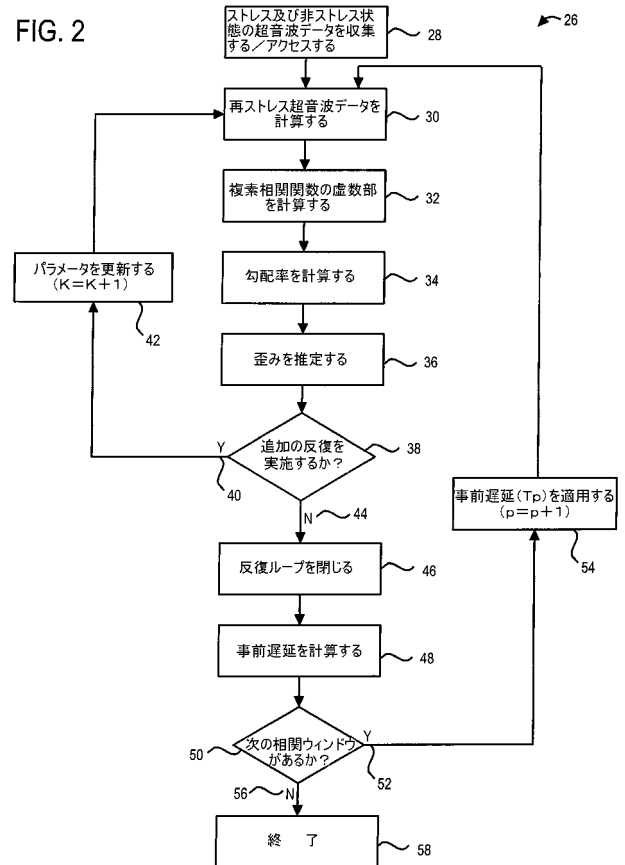 FIG. 2
26
ストレス及び非ストレス状
態の超音波データを収集
する/アクセスする
28
再ストレス超音波データを
計算する
30
複素相関関数の虚数部
を計算する
32
勾配率を計算する
34
パラメータを更新する
(K=K+1)
42
歪みを推定する
36
追加の反復を
実施するか?
38
Y
40
N
44
事前遅延(Tp)を適用する
(p=p+1)
54
反復ループを閉じる
46
事前遅延を計算する
48
次の相関ウィンドウ
があるか?
50
Y
52
56
N
終 了
58